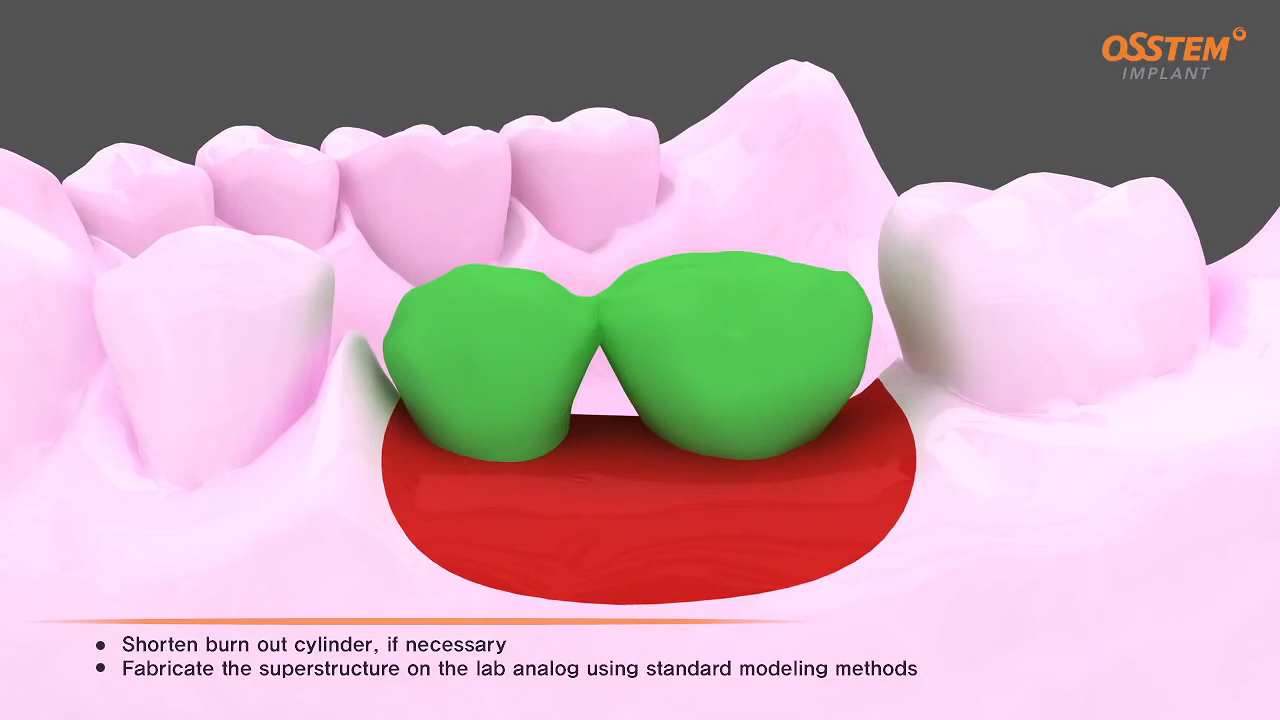 OSSTEM
IMPLANT
• Shorten burn out cylinder, if necessary
• Fabricate the superstructure on the lab analog using standard modeling methods